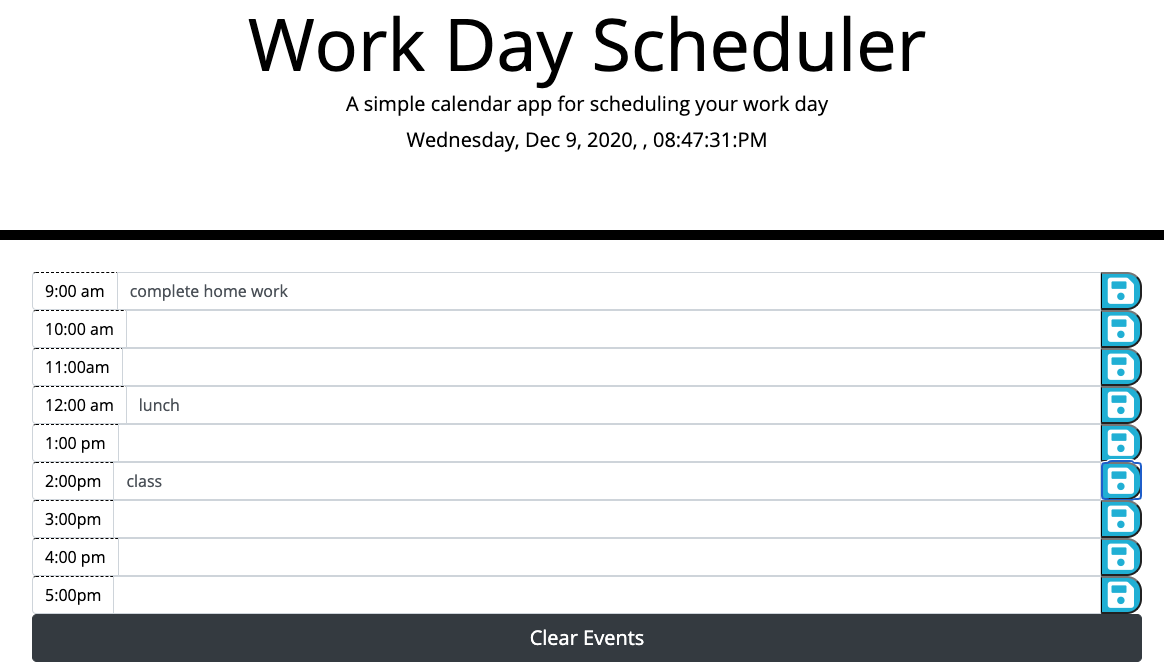 Work Day Scheduler
A simple calendar app for scheduling your work day
Wednesday, Dec 9, 2020, , 08:47:31:PM
9:00 am complete home work
10:00 am
11:00am
12:00 am lunch
1:00 pm
2:00pm class
3:00pm
4:00 pm
5:00pm
Clear Events